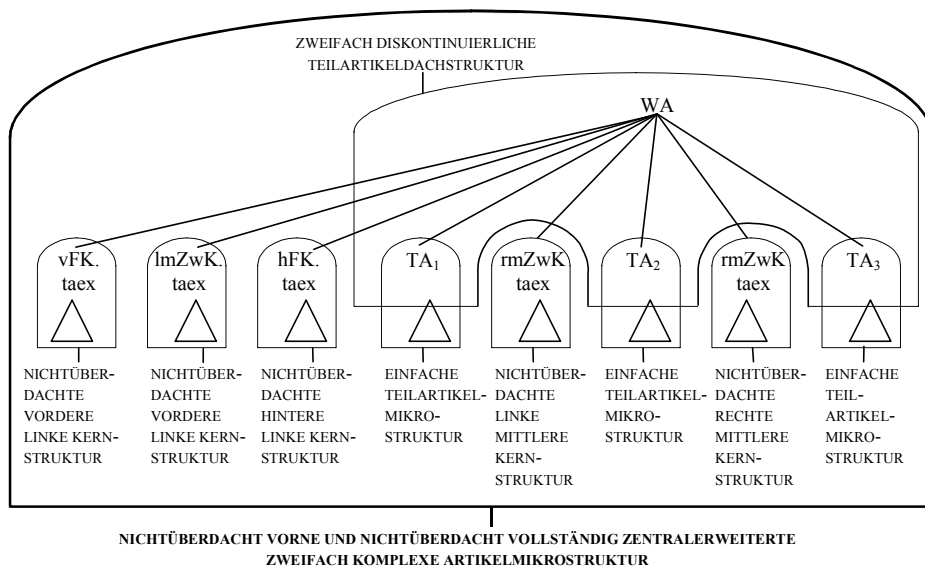 ZWEIFACH DISKONTINUIERLICHE
TEILARTIKELDACHSTRUKTUR
WA
vFK.
taex
lmZwK.
taex
hFK.
taex
TA1
rmZwK
taex
TA2
rmZwK
taex
TA3
NICHTÜBER-
DACHTE
VORDERE
LINKE KERN-
STRUKTUR
NICHTÜBER-
DACHTE
VORDERE
LINKE KERN-
STRUKTUR
NICHTÜBER-
DACHTE
HINTERE
LINKE KERN-
STRUKTUR
EINFACHE
TEILARTIKEL-
MIKRO-
STRUKTUR
NICHTÜBER-
DACHTE
LINKE
MITTLERE
KERN-
STRUKTUR
EINFACHE
TEILARTIKEL-
MIKRO-
STRUKTUR
NICHTÜBER-
DACHTE
RECHTE
MITTLERE
KERN-
STRUKTUR
EINFACHE
TEIL-
ARTIKEL-
MIKRO-
STRUKTUR
NICHTÜBERDACHT VORNE UND NICHTÜBERDACHT VOLLSTÄNDIG ZENTRALERWEITERTE
ZWEIFACH KOMPLEXE ARTIKELMIKROSTRUKTUR